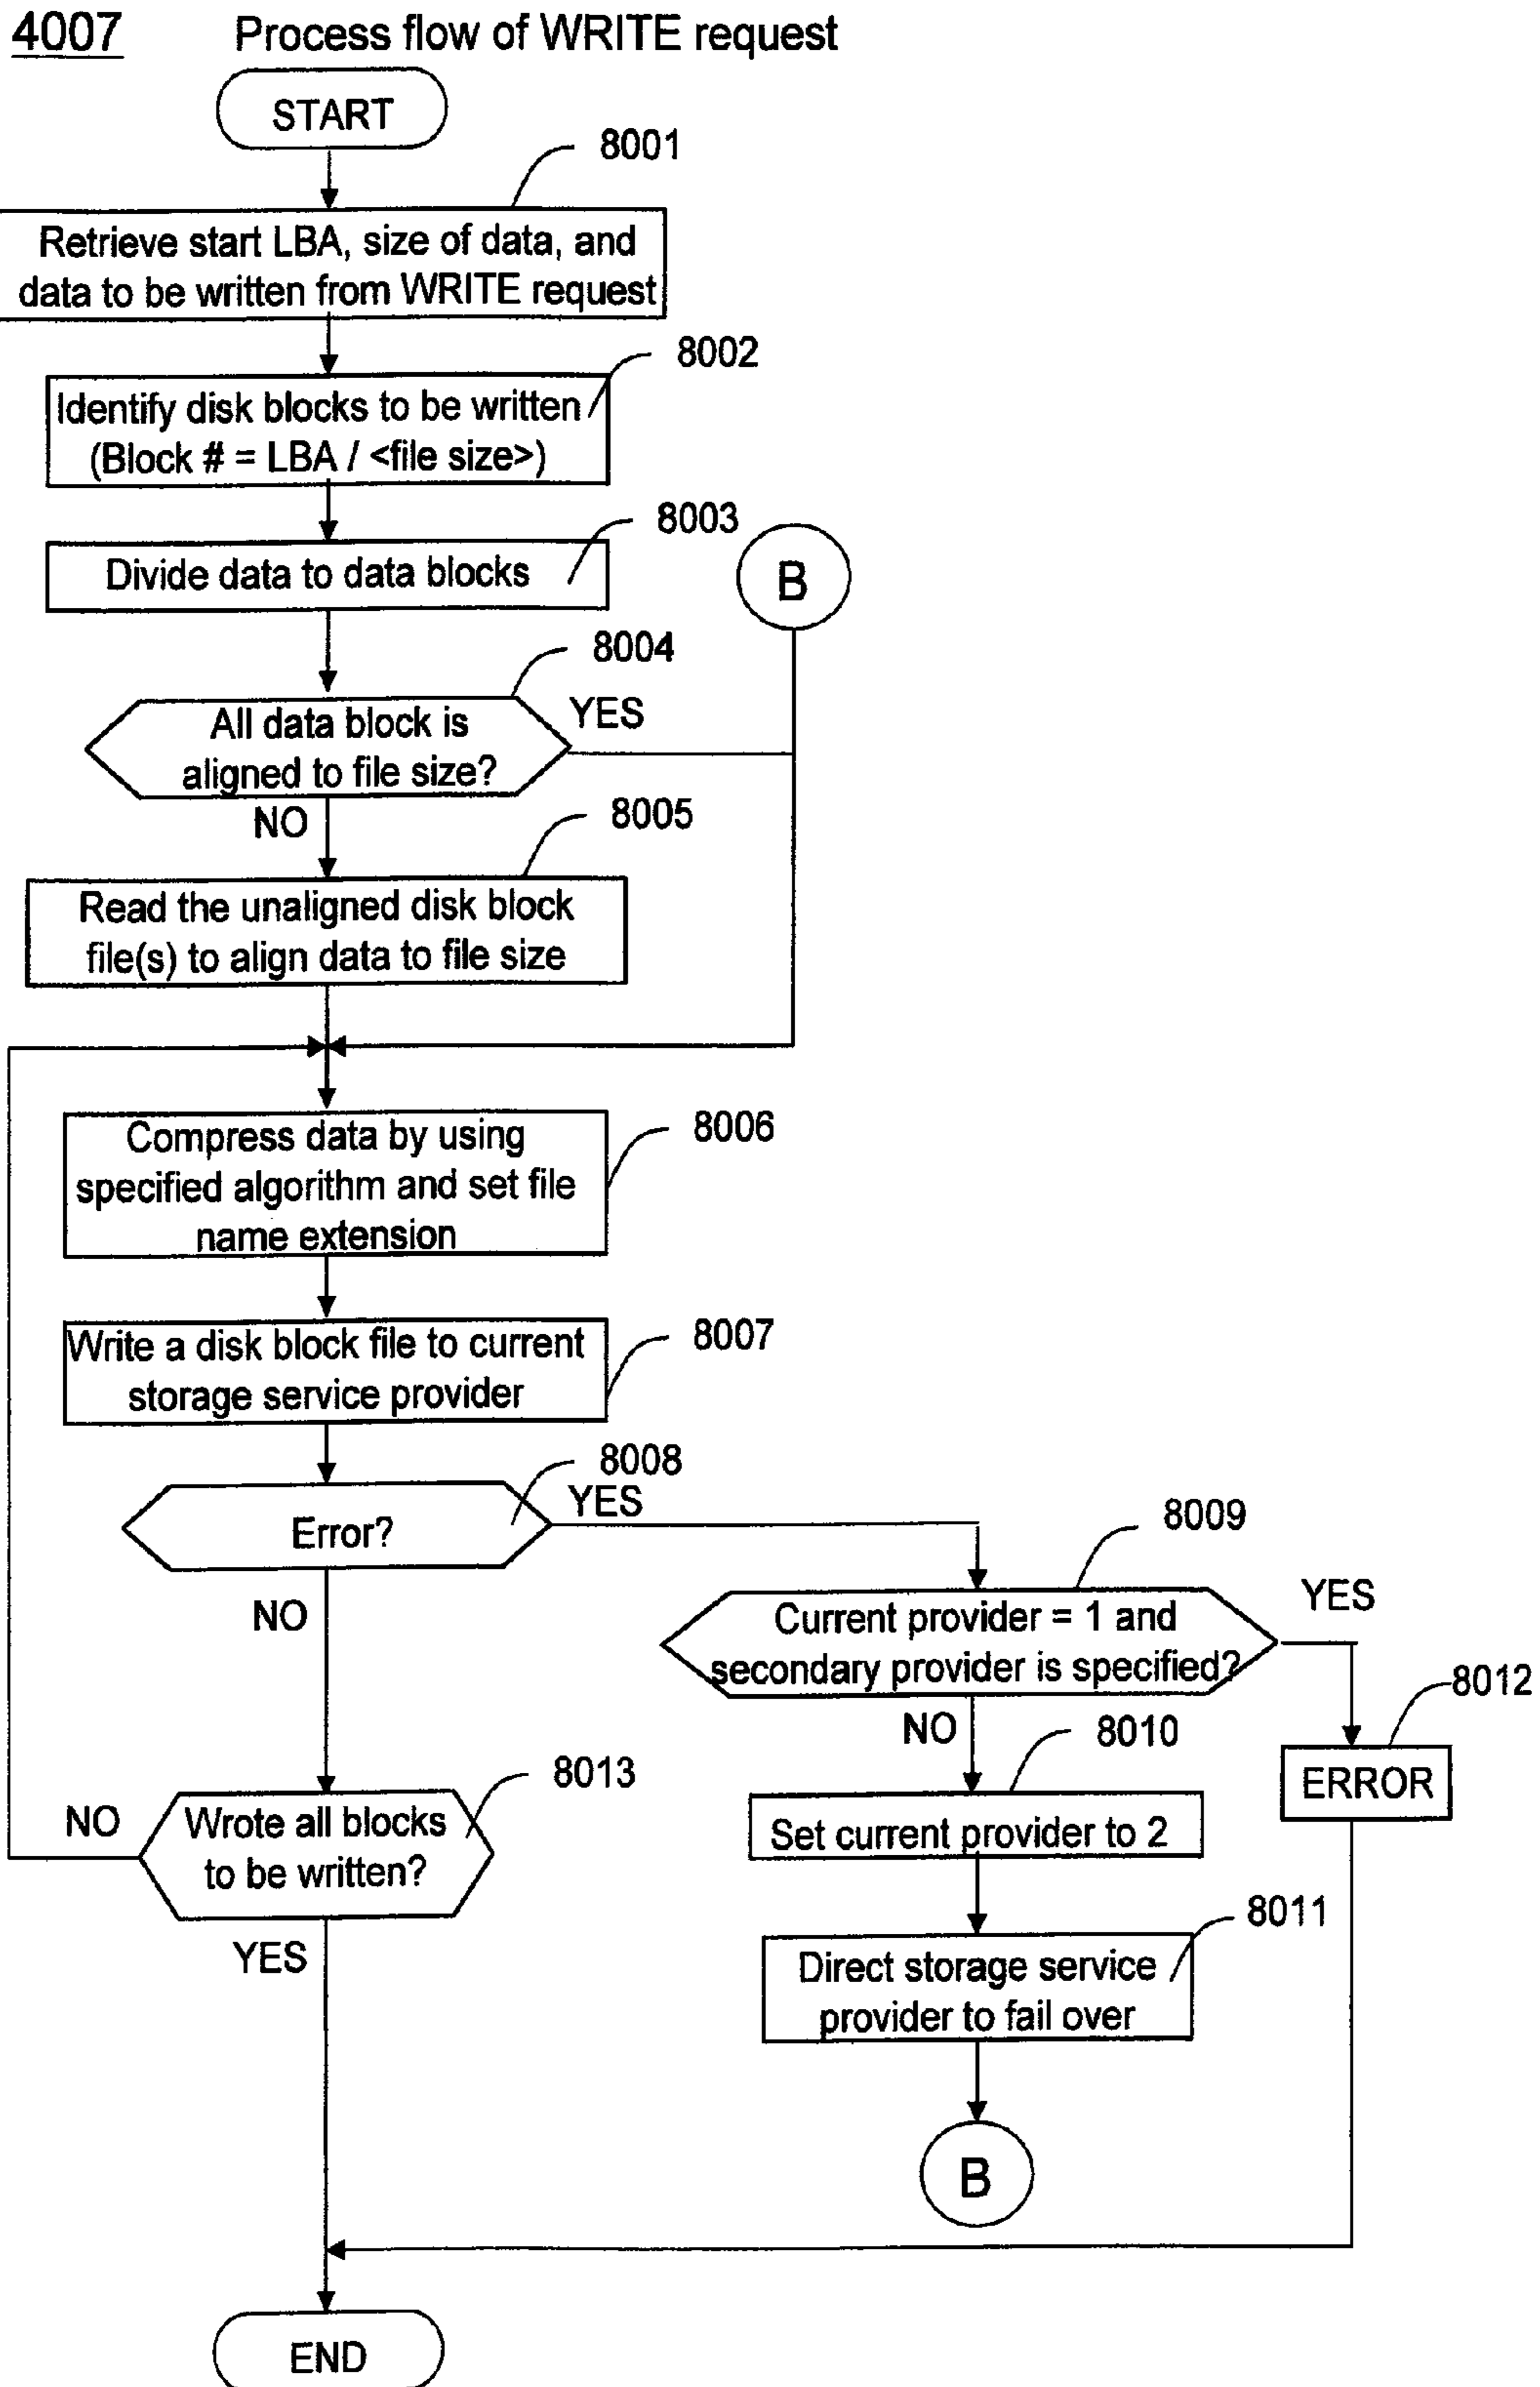 4007 Process flow of WRITE request
START
8001
Retrieve start LBA, size of data, and
data to be written from WRITE request
8002
Identify disk blocks to be written
(Block # = LBA / <file size>)
8003
Divide data to data blocks
B
8004
All data block is
aligned to file size?
YES
NO
8005
Read the unaligned disk block
file(s) to align data to file size
8006
Compress data by using
specified algorithm and set file
name extension
8007
Write a disk block file to current
storage service provider
8008
Error?
YES
NO
8009
Current provider = 1 and
secondary provider is specified?
YES
NO
8012
ERROR
8010
Set current provider to 2
8011
Direct storage service
provider to fail over
B
8013
Wrote all blocks
to be written?
NO
YES
END